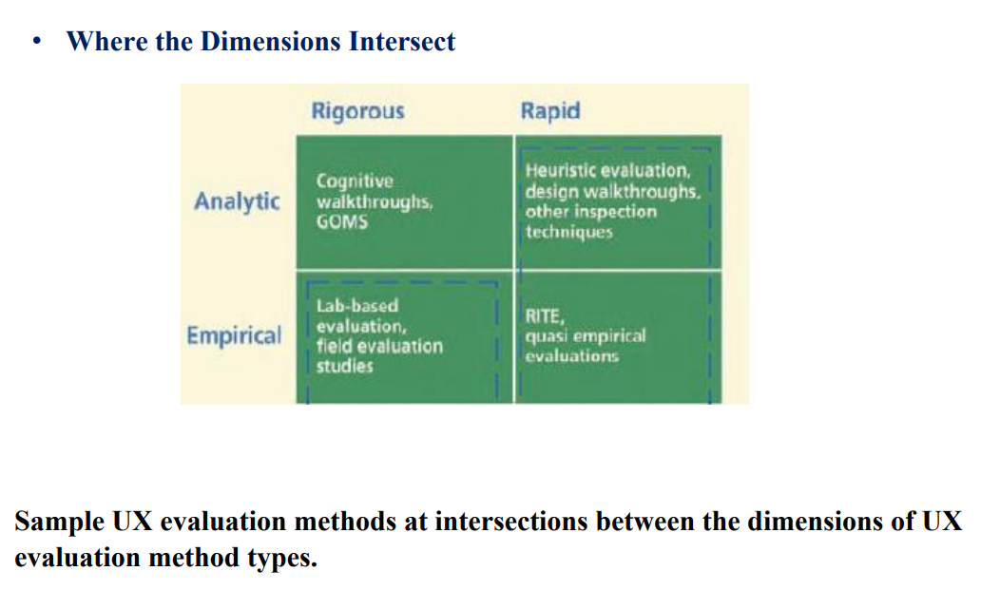 • Where the Dimensions Intersect
Rigorous Rapid
Analytic
Cognitive
walkthroughs,
GOMS
Heuristic evaluation,
design walkthroughs,
other inspection
techniques
Empirical
Lab-based
evaluation,
field evaluation
studies
RITE,
quasi empirical
evaluations
Sample UX evaluation methods at intersections between the dimensions of UX
evaluation method types.